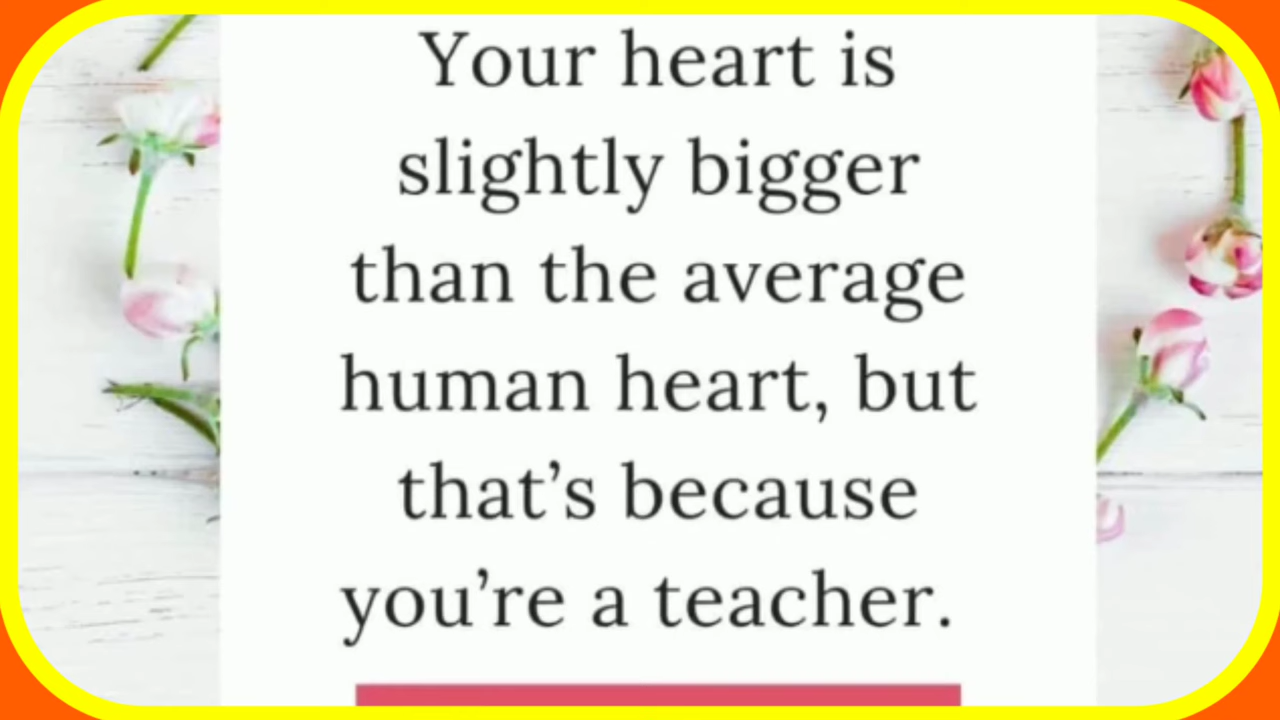 Your heart is
slightly bigger
than the average
human heart, but
that’s because
you’re a teacher.